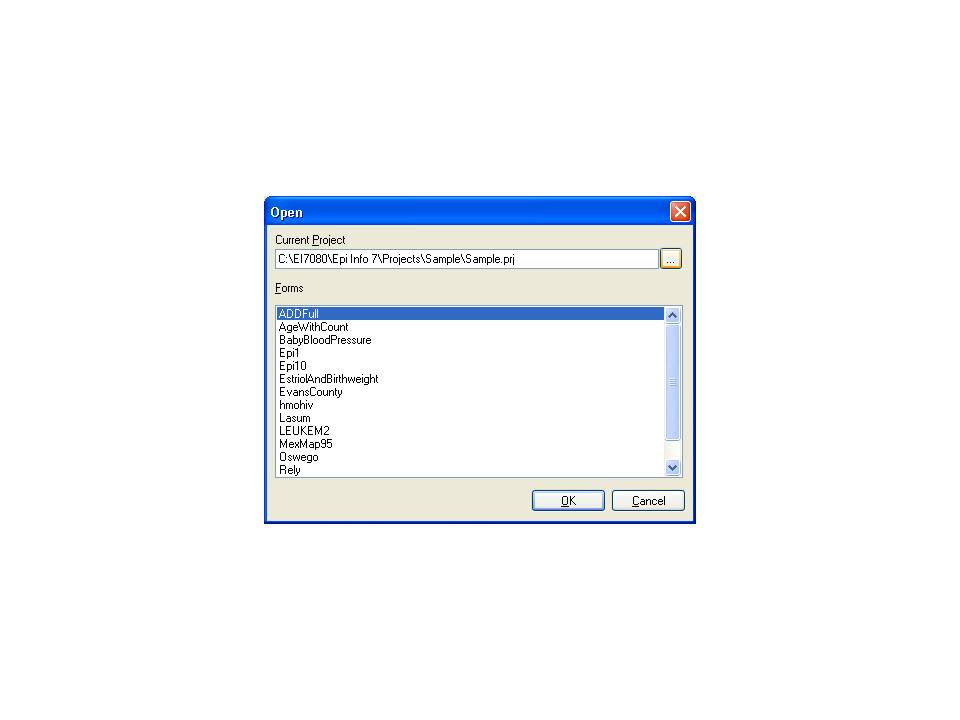 Open
Current Project
C:\EI7080\Epi Info 7\Projects\Sample\Sample.prj
...
Forms
ADDFull
AgeWithCount
BabyBloodPressure
Epi1
Epi10
EstriolAndBirthweight
EvansCounty
hmohiv
Lasum
LEUKEM2
MexMap95
Oswego
Rely
OK Cancel